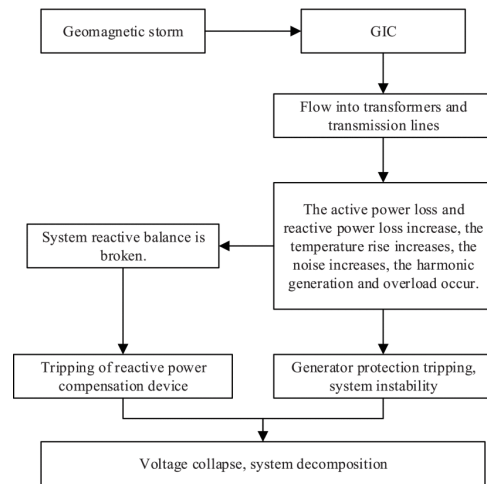 Geomagnetic storm
GIC
Flow into transformers and
transmission lines
The active power loss and
reactive power loss increase, the
temperature rise increases, the
noise increases, the harmonic
generation and overload occur.
System reactive balance is
broken.
Tripping of reactive power
compensation device
Generator protection tripping,
system instability
Voltage collapse, system decomposition